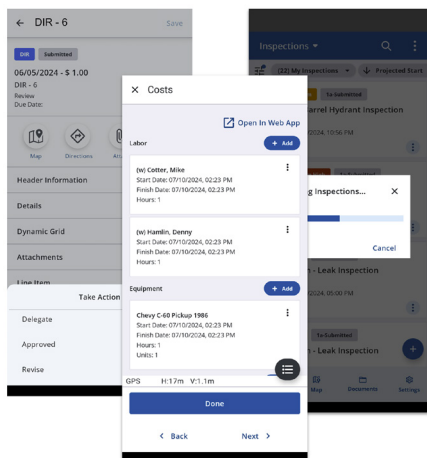 ← DIR - 6 Save
DIR Submitted
06/05/2024 - $ 1.00
DIR - 6
Review
Due Date:
Map Directions
Header Information
Details
Dynamic Grid
Attachments
Line Item
Take Action
Delegate
Approved
Revise
× Costs
Open In Web App
Labor + Add
(w) Cotter, Mike
Start Date: 07/10/2024, 02:23 PM
Finish Date: 07/10/2024, 02:23 PM
Hours: 1
(w) Hamlin, Denny
Start Date: 07/10/2024, 02:23 PM
Finish Date: 07/10/2024, 02:23 PM
Hours: 1
Equipment + Add
Chevy C-60 Pickup 1986
Start Date: 07/10/2024, 02:23 PM
Finish Date: 07/10/2024, 02:23 PM
Hours: 1
Units: 1
GPS H:17m V:1.1m
Done
< Back Next >
Inspections
(23) My Inspections ↓ Projected Start
To Submitted
arrel Hydrant Inspection
2024, 10:56 PM
g Inspections... ×
Cancel
n - Leak Inspection
2024, 05:00 PM
To Submitted
n - Leak Inspection
Map Documents Settings